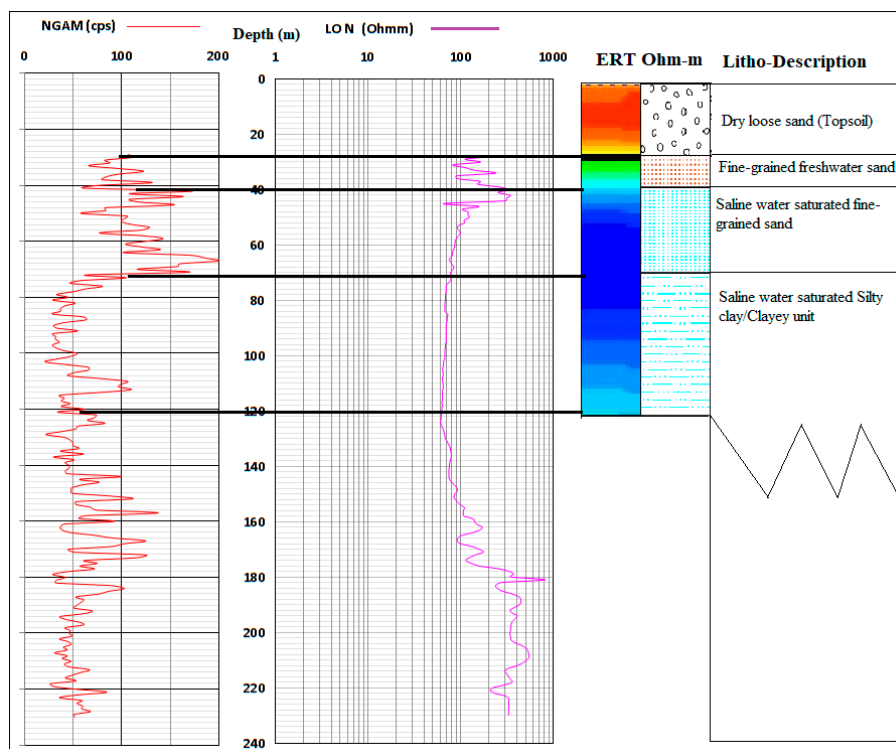 NGAM (cps)
0 100 200
Depth (m)
LO N (Ohmm)
1 10 100 1000
ERT Ohm-m
Litho-Description
0
20
40
60
80
100
120
140
160
180
200
220
240
Dry loose sand (Topsoil)
Fine-grained freshwater sand
Saline water saturated fine-
grained sand
Saline water saturated Silty
clay/Clayey unit